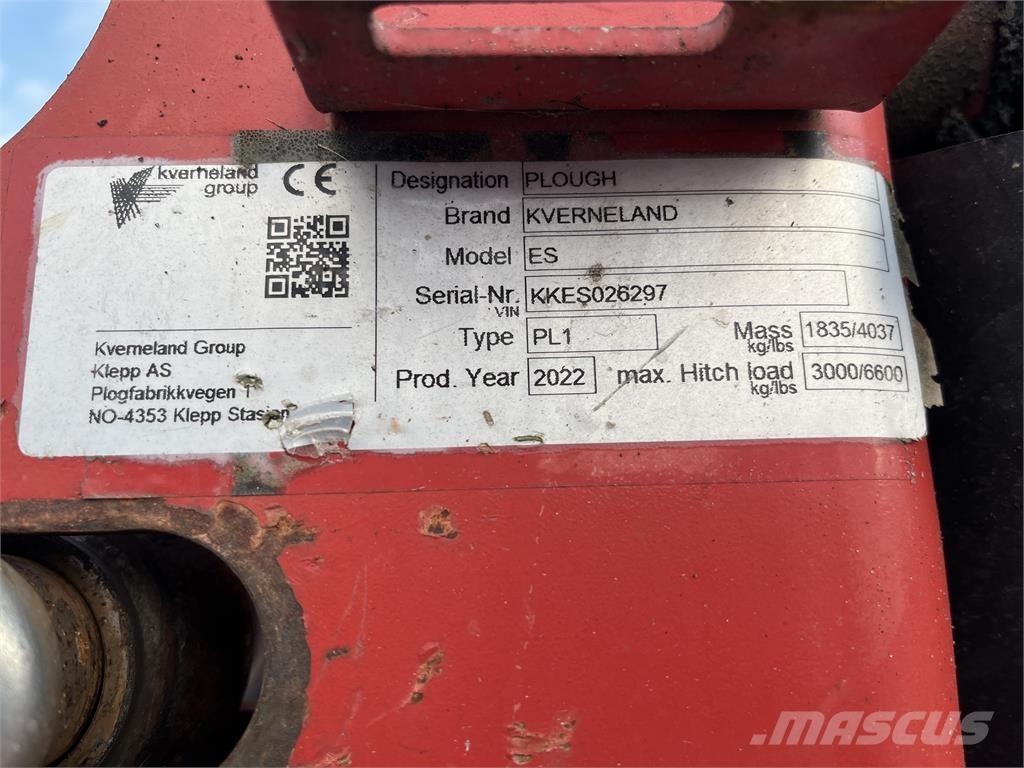 kverneland
group
CE
Designation PLOUGH
Brand KVERNELAND
Model ES
Serial-Nr. KKES026297
VIN
Type PL1 Mass 1835/4037
kg/lbs
Prod. Year 2022 max. Hitch load 3000/6600
kg/lbs
Kverneland Group
Klepp AS
Plogfabrikkvegen 1
NO-4353 Klepp Stasjon
MASCUS